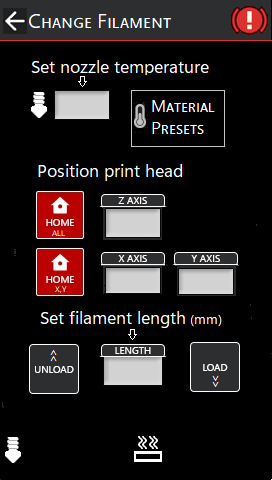 Change Filament
Set nozzle temperature
Material
Presets
Position print head
HOME
ALL
Z AXIS
HOME
X,Y
X AXIS
Y AXIS
Set filament length (mm)
UNLOAD
LENGTH
LOAD